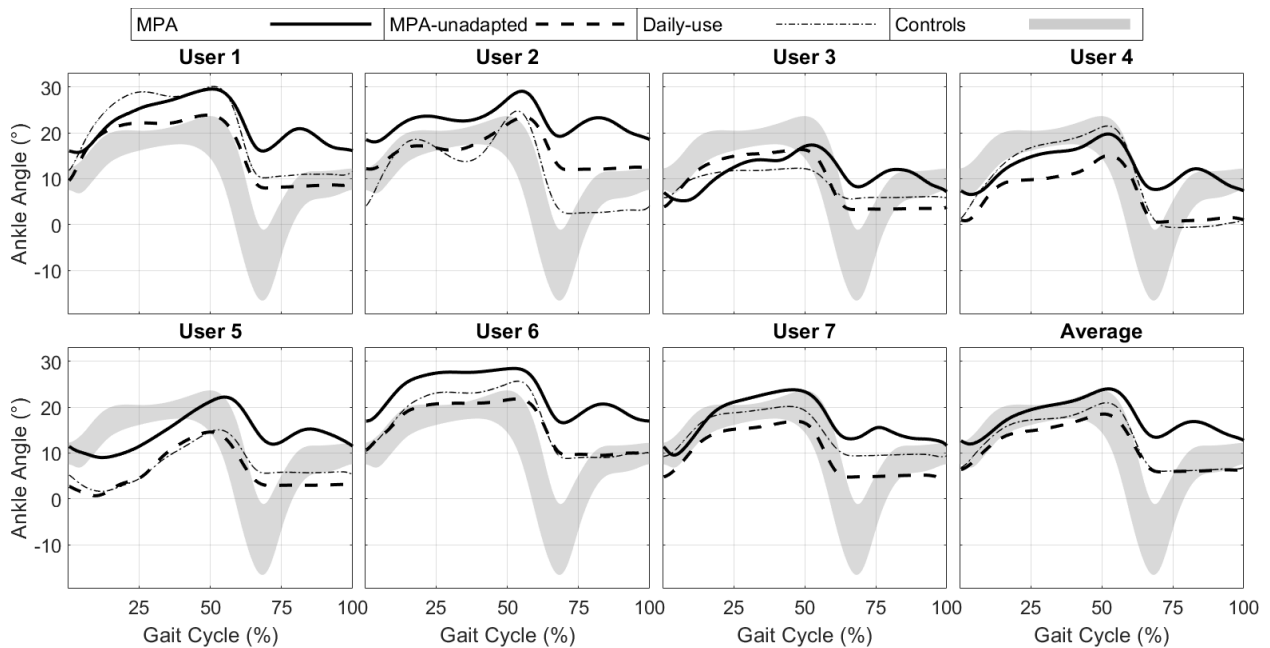 MPA MPA-unadapted Daily-use Controls
User 1 User 2 User 3 User 4
30
20
10
0
-10
Ankle Angle (°)
User 5 User 6 User 7 Average
30
20
10
0
-10
Ankle Angle (°)
25 50 75 100 25 50 75 100 25 50 75 100 25 50 75 100
Gait Cycle (%) Gait Cycle (%) Gait Cycle (%) Gait Cycle (%)